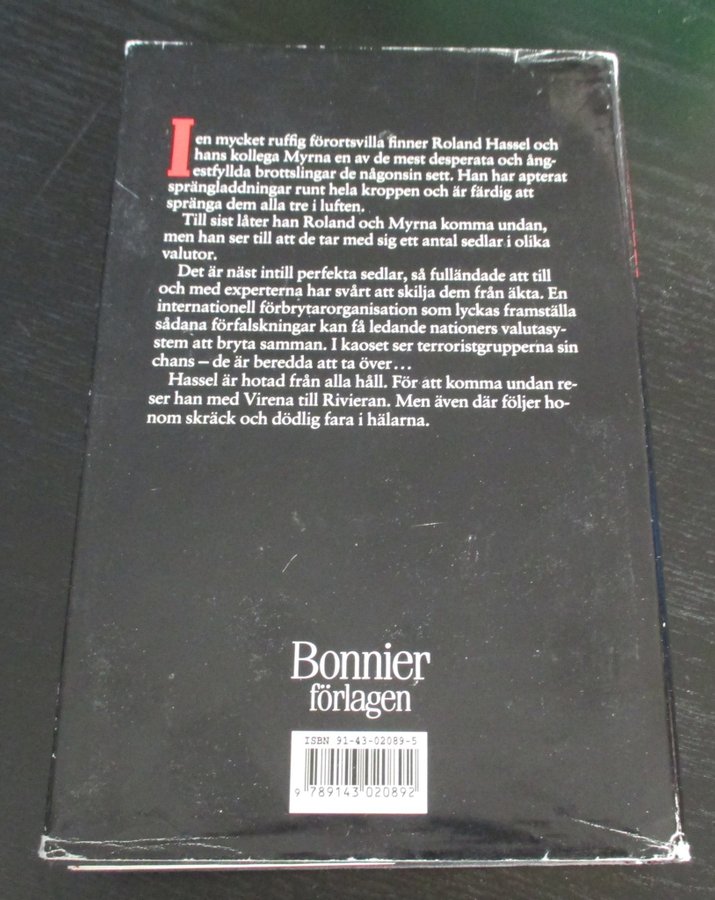 I en mycket ruffig förortsvilla finner Roland Hassel och
hans kollega Myrna en av de mest desperata och ång-
estfyllda brottslingar de någonsin sett. Han har apterat
sprängladdningar runt hela kroppen och är färdig att
spränga dem alla tre i luften.
Till sist låter han Roland och Myrna komma undan,
men han ser till att de tar med sig ett antal sedlar i olika
valutor.
Det är näst intill perfekta sedlar, så fulländade att till
och med experterna har svårt att skilja dem från äkta. En
internationell förbrytarorganisation som lyckas framställa
sådana förfalskningar kan få ledande nationers valutasy-
stem att bryta samman. I kaoset ser terroristgrupperna sin
chans – de är beredda att ta över...
Hassel är hotad från alla håll. För att komma undan re-
ser han med Virena till Rivieran. Men även där följer ho-
nom skräck och dödlig fara i hälarna.
Bonnier
förlagen
ISBN 91-43-02089-5
9 789143 020892